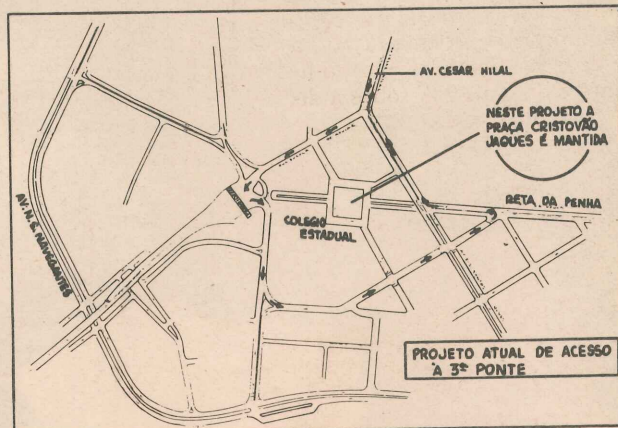 AV. CESAR HILAL
NESTE PROJETO A
PRAÇA CRISTOVÃO
JAQUES É MANTIDA
RETA DA PENHA
COLEGIO
ESTADUAL
AV. N. S. NAVEGANTES
PROJETO ATUAL DE ACESSO
À 3ª PONTE